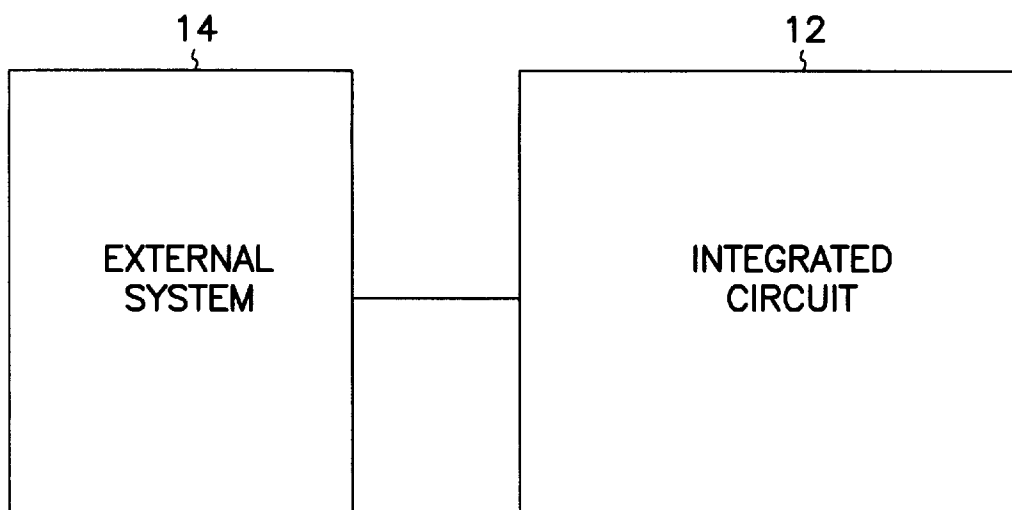 14
12
EXTERNAL
SYSTEM
INTEGRATED
CIRCUIT